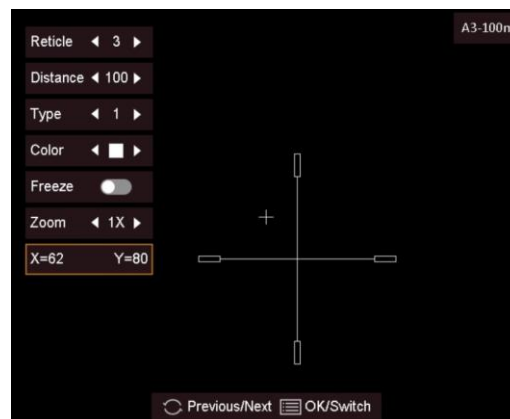 A3-100m
Reticle 3
Distance 100
Type 1
Color
Freeze
Zoom 1X
X=62 Y=80
Previous/Next OK/Switch